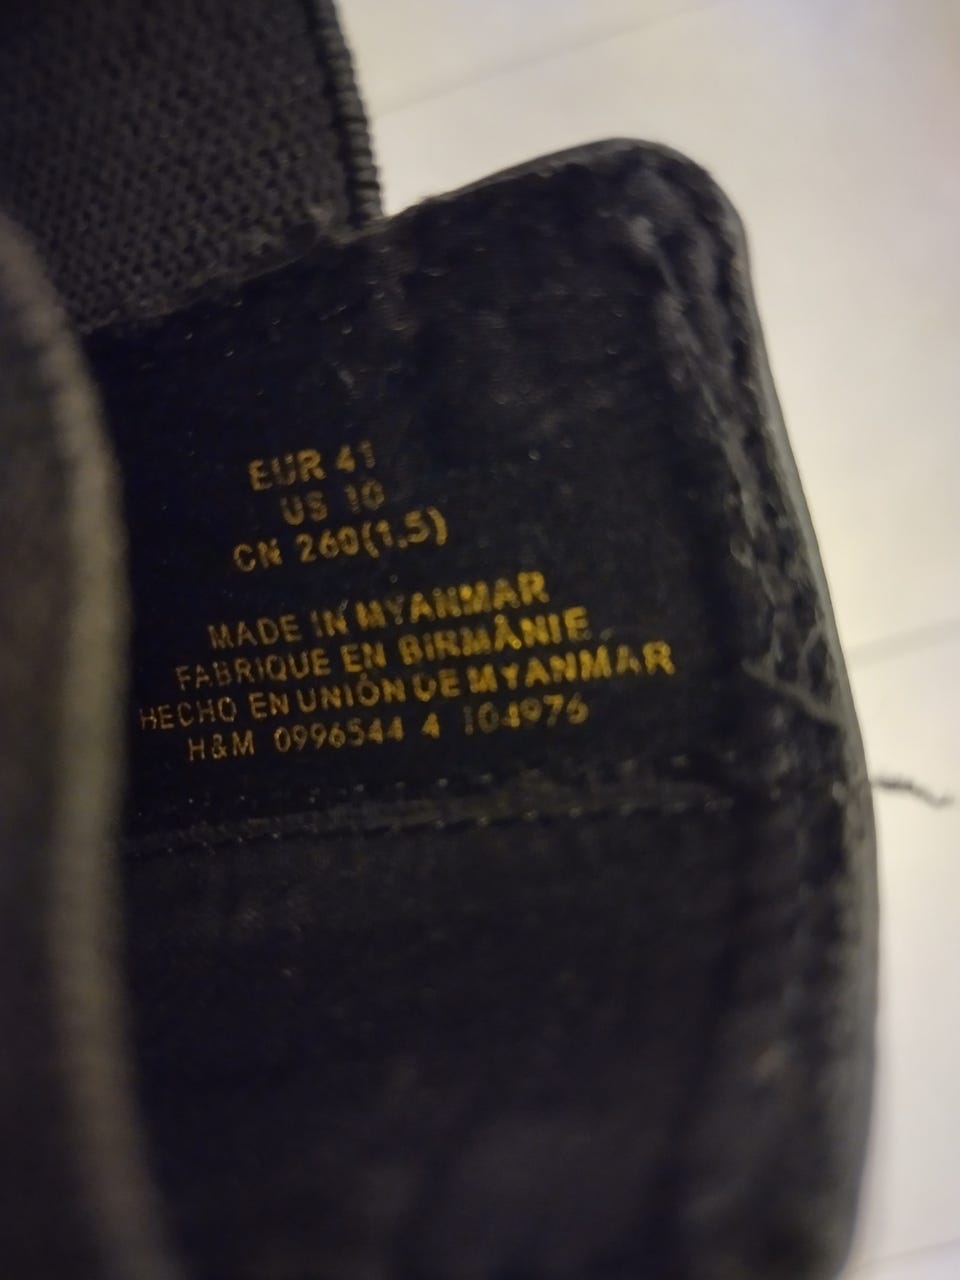 EUR 41
US 10
CN 260(1.5)
MADE IN MYANMAR
FABRIQUE EN BIRMÂNIE
HECHO EN UNIÓN DE MYANMAR
H&M 0996544 4 104976